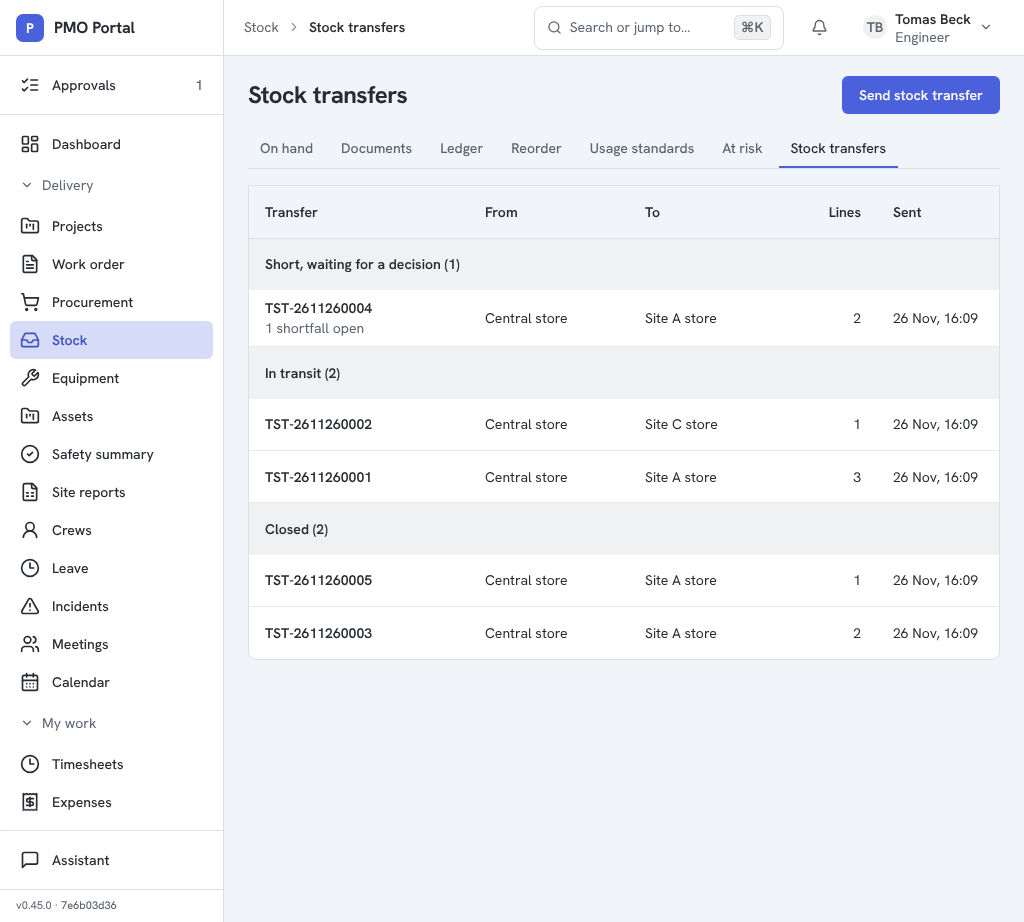 P PMO Portal
Stock > Stock transfers
Search or jump to... ⌘K
TB Tomas Beck
Engineer
Approvals 1
Dashboard
Delivery
Projects
Work order
Procurement
Stock
Equipment
Assets
Safety summary
Site reports
Crews
Leave
Incidents
Meetings
Calendar
My work
Timesheets
Expenses
Assistant
v0.45.0 · 7e6b03d36
Stock transfers
Send stock transfer
On hand Documents Ledger Reorder Usage standards At risk Stock transfers
Transfer From To Lines Sent
Short, waiting for a decision (1)
TST-2611260004 Central store Site A store 2 26 Nov, 16:09
1 shortfall open
In transit (2)
TST-2611260002 Central store Site C store 1 26 Nov, 16:09
TST-2611260001 Central store Site A store 3 26 Nov, 16:09
Closed (2)
TST-2611260005 Central store Site A store 1 26 Nov, 16:09
TST-2611260003 Central store Site A store 2 26 Nov, 16:09